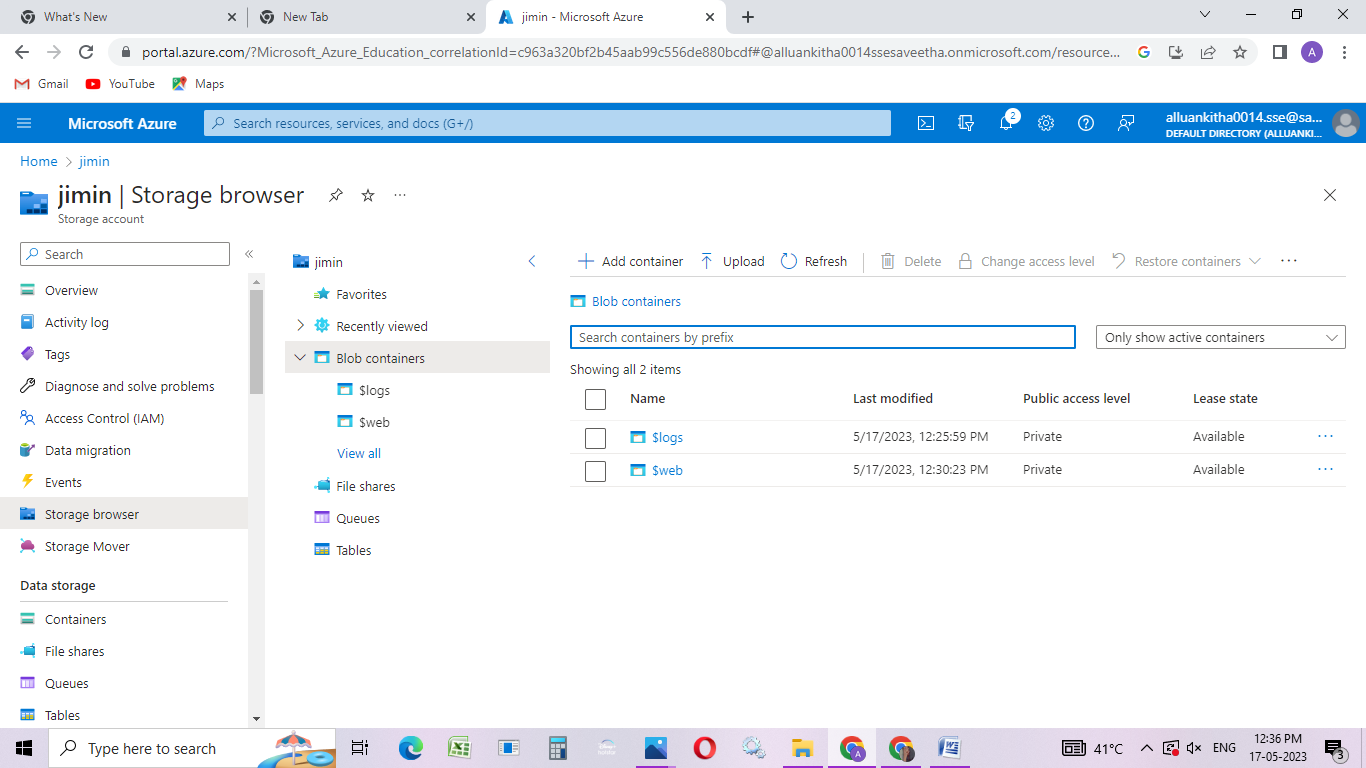 What's New
New Tab
jimin - Microsoft Azure
portal.azure.com/?Microsoft_Azure_Education_correlationId=c963a320bf2b45aab99c556de880bcdf#@alluankitha0014ssesaveetha.onmicrosoft.com/resource...
A
Gmail
YouTube
Maps
Microsoft Azure
Search resources, services, and docs (G+/)
2
alluankitha0014.sse@sa...
DEFAULT DIRECTORY (ALLUANKI...
Home > jimin
jimin | Storage browser
Storage account
Search
Overview
Activity log
Tags
Diagnose and solve problems
Access Control (IAM)
Data migration
Events
Storage browser
Storage Mover
Data storage
Containers
File shares
Queues
Tables
jimin
Favorites
Recently viewed
Blob containers
$logs
$web
View all
File shares
Queues
Tables
Add container
Upload
Refresh
Delete
Change access level
Restore containers
Blob containers
Search containers by prefix
Only show active containers
Showing all 2 items
Name Last modified Public access level Lease state
$logs 5/17/2023, 12:25:59 PM Private Available
$web 5/17/2023, 12:30:23 PM Private Available
Type here to search
41°C
ENG
12:36 PM
17-05-2023
3